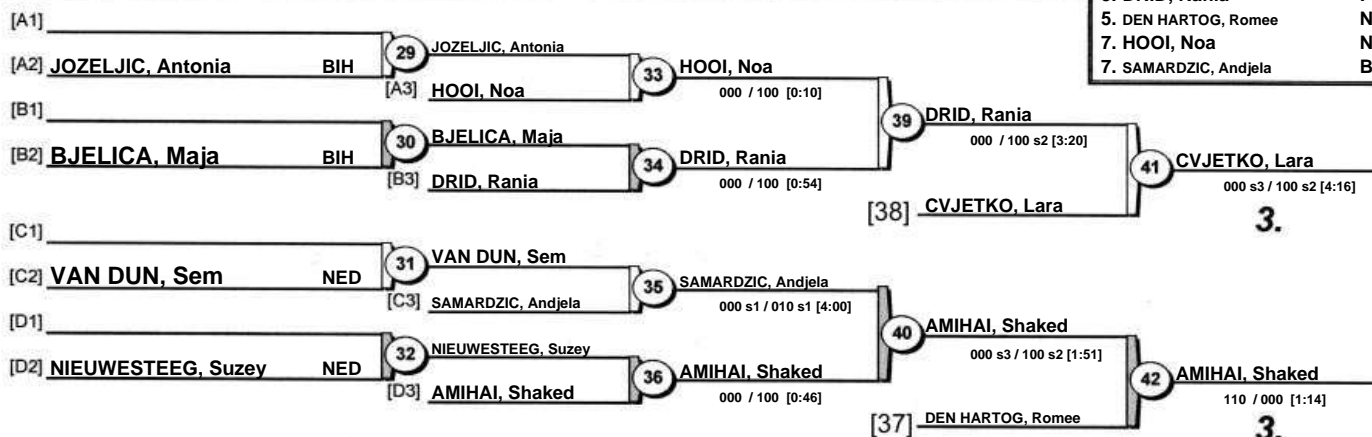 5. DEN HARTOG, Romee N
7. HOOI, Noa N
7. SAMARDZIC, Andjela B
[A1]
29 JOZELJIC, Antonia
[A2] JOZELJIC, Antonia BIH
33 HOOI, Noa
[A3] HOOI, Noa
000 / 100 [0:10]
[B1]
39 DRID, Rania
000 / 100 s2 [3:20]
30 BJELICA, Maja
[B2] BJELICA, Maja BIH
34 DRID, Rania
41 CVJETKO, Lara
[B3] DRID, Rania
000 / 100 [0:54]
000 s3 / 100 s2 [4:16]
[38] CVJETKO, Lara
3.
[C1]
31 VAN DUN, Sem
[C2] VAN DUN, Sem NED
35 SAMARDZIC, Andjela
[C3] SAMARDZIC, Andjela
000 s1 / 010 s1 [4:00]
[D1]
40 AMIHAI, Shaked
32 NIEUWESTEEG, Suzey
000 s3 / 100 s2 [1:51]
[D2] NIEUWESTEEG, Suzey NED
36 AMIHAI, Shaked
42 AMIHAI, Shaked
[D3] AMIHAI, Shaked
000 / 100 [0:46]
110 / 000 [1:14]
[37] DEN HARTOG, Romee
3.